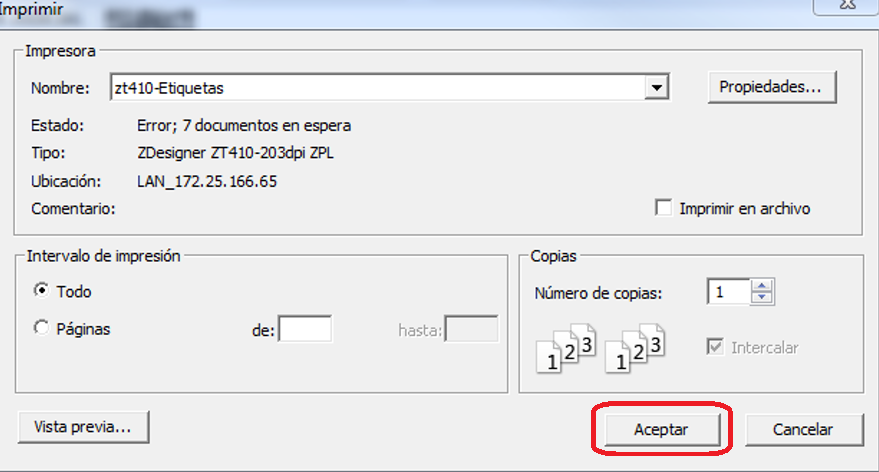 Imprimir
Impresora
Nombre: zt410-Etiquetas Propiedades...
Estado: Error; 7 documentos en espera
Tipo: ZDesigner ZT410-203dpi ZPL
Ubicación: LAN_172.25.166.65
Comentario: Imprimir en archivo
Intervalo de impresión
Todo
Páginas de: hasta:
Copias
Número de copias: 1
1 2 3 1 2 3 Intercalar
Vista previa... Aceptar Cancelar